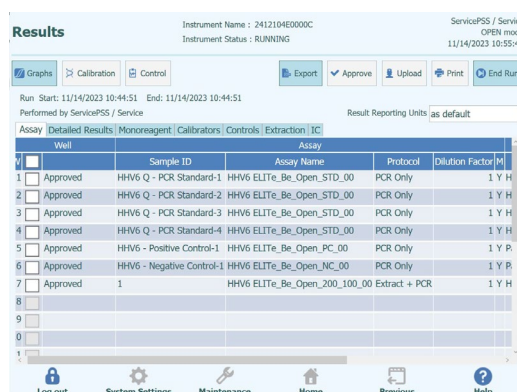 Results
Instrument Name : 2412104E0000C
Instrument Status : RUNNING
ServicePSS / Servic
OPEN mod
11/14/2023 10:55:4
Graphs Calibration Control Export Approve Upload Print End Run
Run Start: 11/14/2023 10:44:51 End: 11/14/2023 10:44:51
Performed by ServicePSS / Service
Result Reporting Units as default
Assay Detailed Results Monoreagent Calibrators Controls Extraction IC
Well Assay
W Sample ID Assay Name Protocol Dilution Factor M
1 Approved HHV6 Q - PCR Standard-1 HHV6 ELITe_Be_Open_STD_00 PCR Only 1 Y H
2 Approved HHV6 Q - PCR Standard-2 HHV6 ELITe_Be_Open_STD_00 PCR Only 1 Y H
3 Approved HHV6 Q - PCR Standard-3 HHV6 ELITe_Be_Open_STD_00 PCR Only 1 Y H
4 Approved HHV6 Q - PCR Standard-4 HHV6 ELITe_Be_Open_STD_00 PCR Only 1 Y H
5 Approved HHV6 - Positive Control-1 HHV6 ELITe_Be_Open_PC_00 PCR Only 1 Y P
6 Approved HHV6 - Negative Control-1 HHV6 ELITe_Be_Open_NC_00 PCR Only 1 Y P
7 Approved 1 HHV6 ELITe_Be_Open_200_100_00 Extract + PCR 1 Y H
8
9
0
1
Log out System Settings Maintenance Home Previous Help